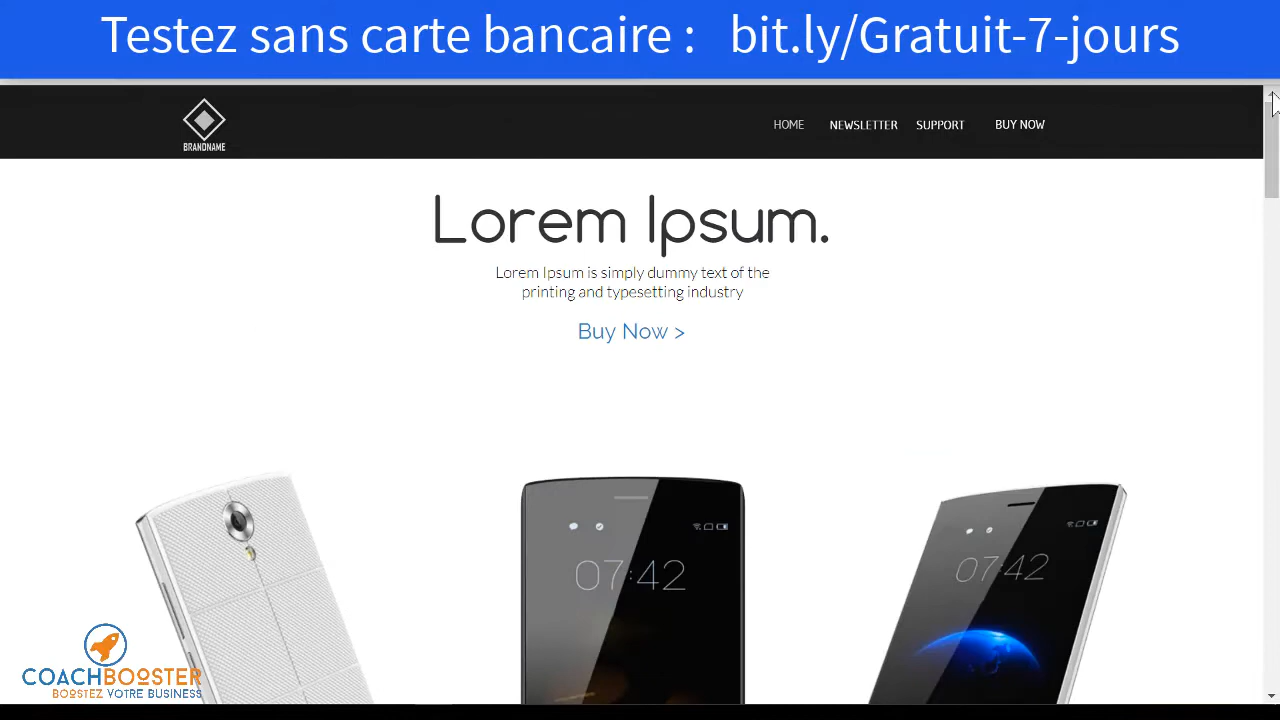 Testez sans carte bancaire : bit.ly/Gratuit-7-jours
BRANDNAME
HOME NEWSLETTER SUPPORT BUY NOW
Lorem Ipsum.
Lorem Ipsum is simply dummy text of the
printing and typesetting industry
Buy Now >
07:42
07:42
COACHBOOSTER
BOOSTEZ VOTRE BUSINESS